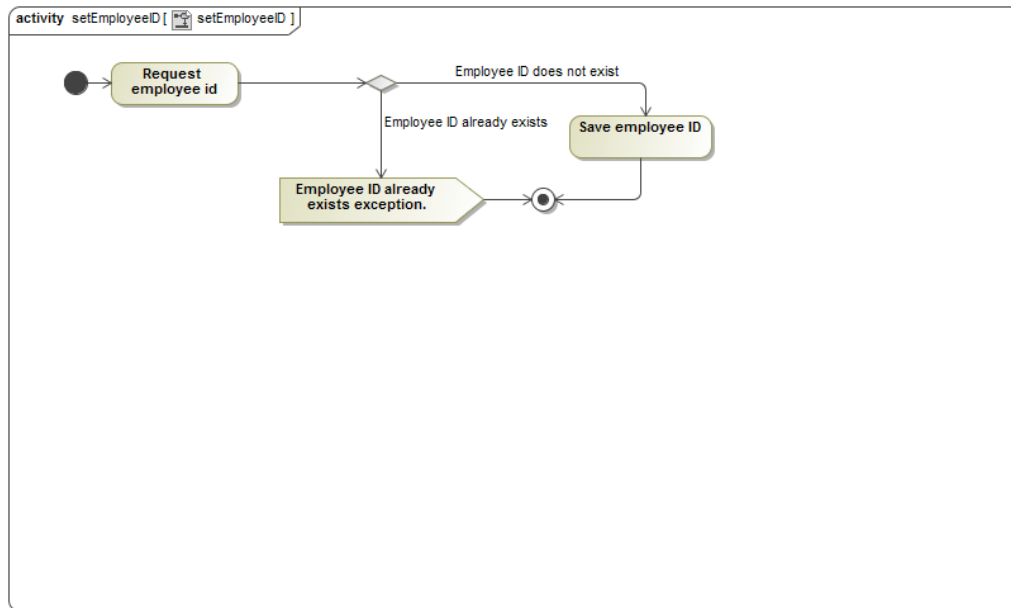 activity setEmployeeID [ setEmployeeID ]
Request
employee id
Employee ID does not exist
Employee ID already exists
Save employee ID
Employee ID already
exists exception.